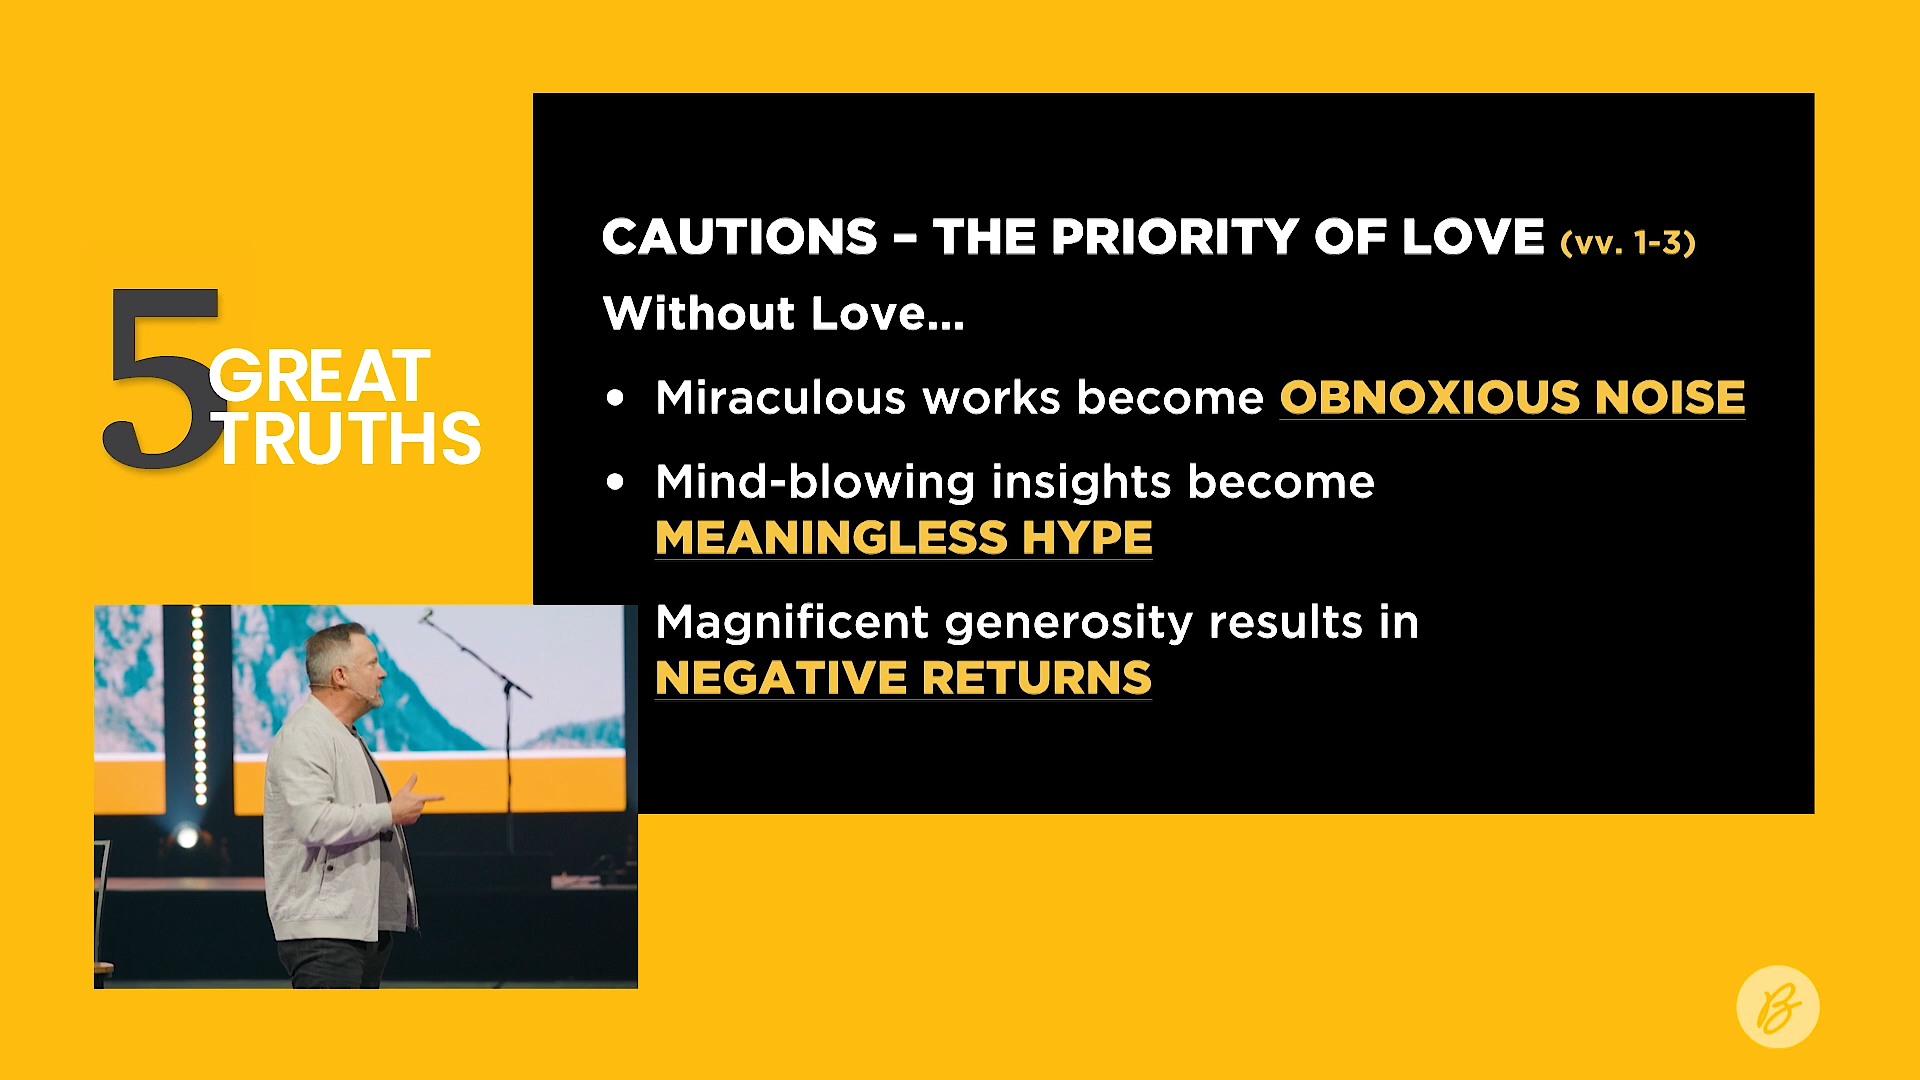 5 GREAT
TRUTHS
CAUTIONS – THE PRIORITY OF LOVE (vv. 1-3)
Without Love...
• Miraculous works become OBNOXIOUS NOISE
• Mind-blowing insights become
MEANINGLESS HYPE
Magnificent generosity results in
NEGATIVE RETURNS
B